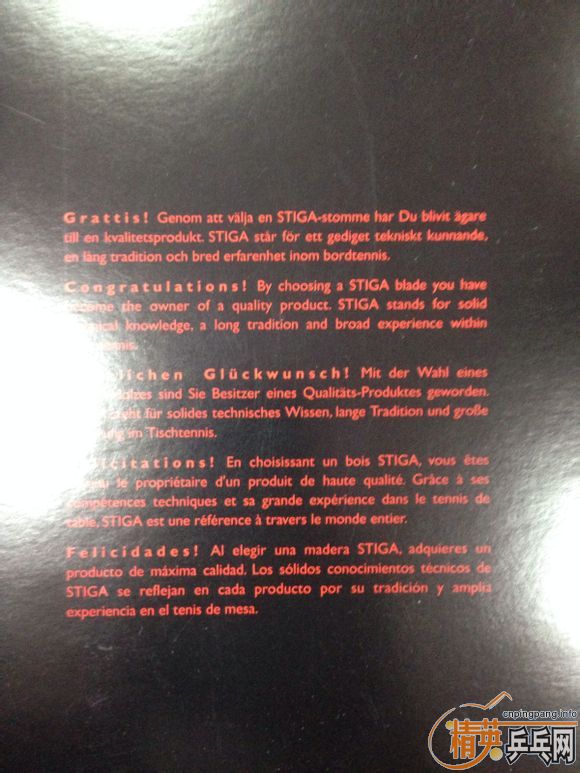 Grattis! Genom att välja en STIGA-stomme har Du blivit ägare
till en kvalitetsprodukt. STIGA står för ett gediget tekniskt kunnande,
en lång tradition och bred erfarenhet inom bordtennis.
Congratulations! By choosing a STIGA blade you have
the owner of a quality product. STIGA stands for solid
knowledge, a long tradition and broad experience within
Glückwunsch! Mit der Wahl eines
sind Sie Besitzer eines Qualitäts-Produktes geworden.
für solides technisches Wissen, lange Tradition und große
im Tischtennis.
En choisissant un bois STIGA, vous êtes
le propriétaire d'un produit de haute qualité. Grâce à ses
compétences techniques et sa grande expérience dans le tennis de
table, STIGA est une référence à travers le monde entier.
Felicidades! Al elegir una madera STIGA, adquieres un
producto de máxima calidad. Los sólidos conocimientos técnicos de
STIGA se reflejan en cada producto por su tradición y amplia
experiencia en el tenis de mesa.
cnpingpang.info
精英乒乓网